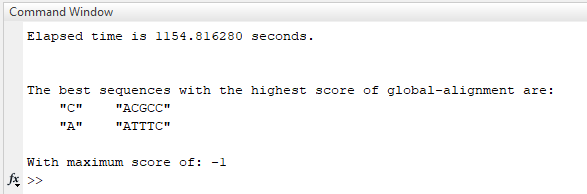 Command Window
Elapsed time is 1154.816280 seconds.
The best sequences with the highest score of global-alignment are:
"C" "ACGCC"
"A" "ATTTC"
With maximum score of: -1
fx >>